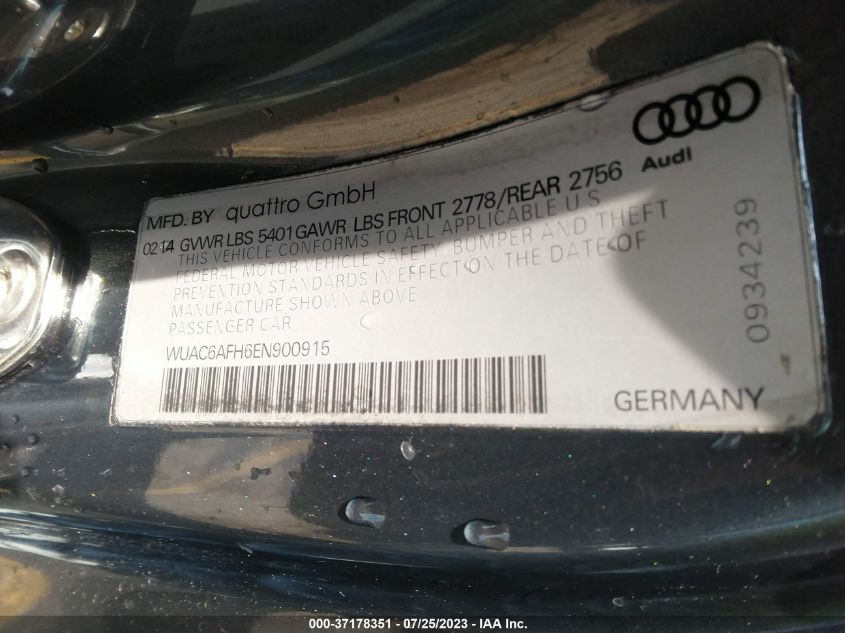 Audi
MFD. BY quattro GmbH
0214 GVWR LBS 5401 GAWR LBS FRONT 2778/REAR 2756
THIS VEHICLE CONFORMS TO ALL APPLICABLE U S
FEDERAL MOTOR VEHICLE SAFETY, BUMPER AND THEFT
PREVENTION STANDARDS IN EFFECT ON THE DATE OF
MANUFACTURE SHOWN ABOVE
PASSENGER CAR
WUAC6AFH6EN900915
GERMANY
0934239
000-37178351 / 07/25/2023 - IAA Inc.